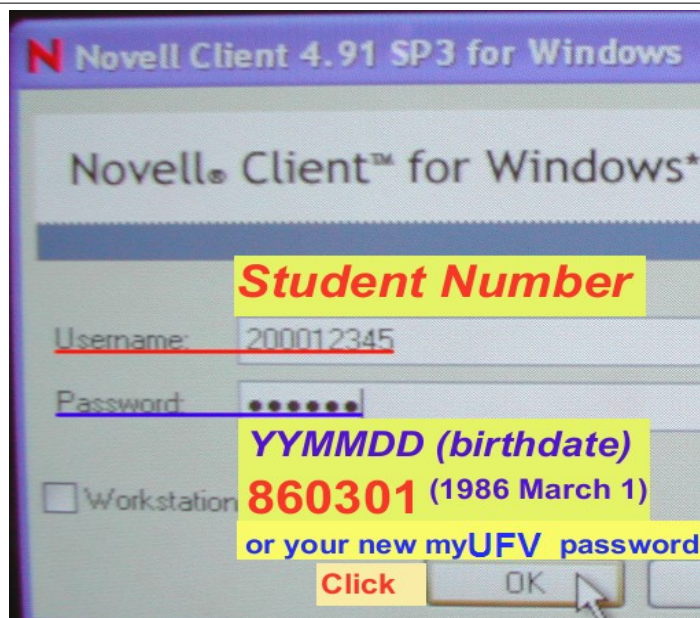 N Novell Client 4.91 SP3 for Windows
Novell® Client™ for Windows*
Student Number
Username: 200012345
Password: ●●●●●●
YYMMDD (birthdate)
Workstation 860301 (1986 March 1)
or your new myUFV password
Click OK